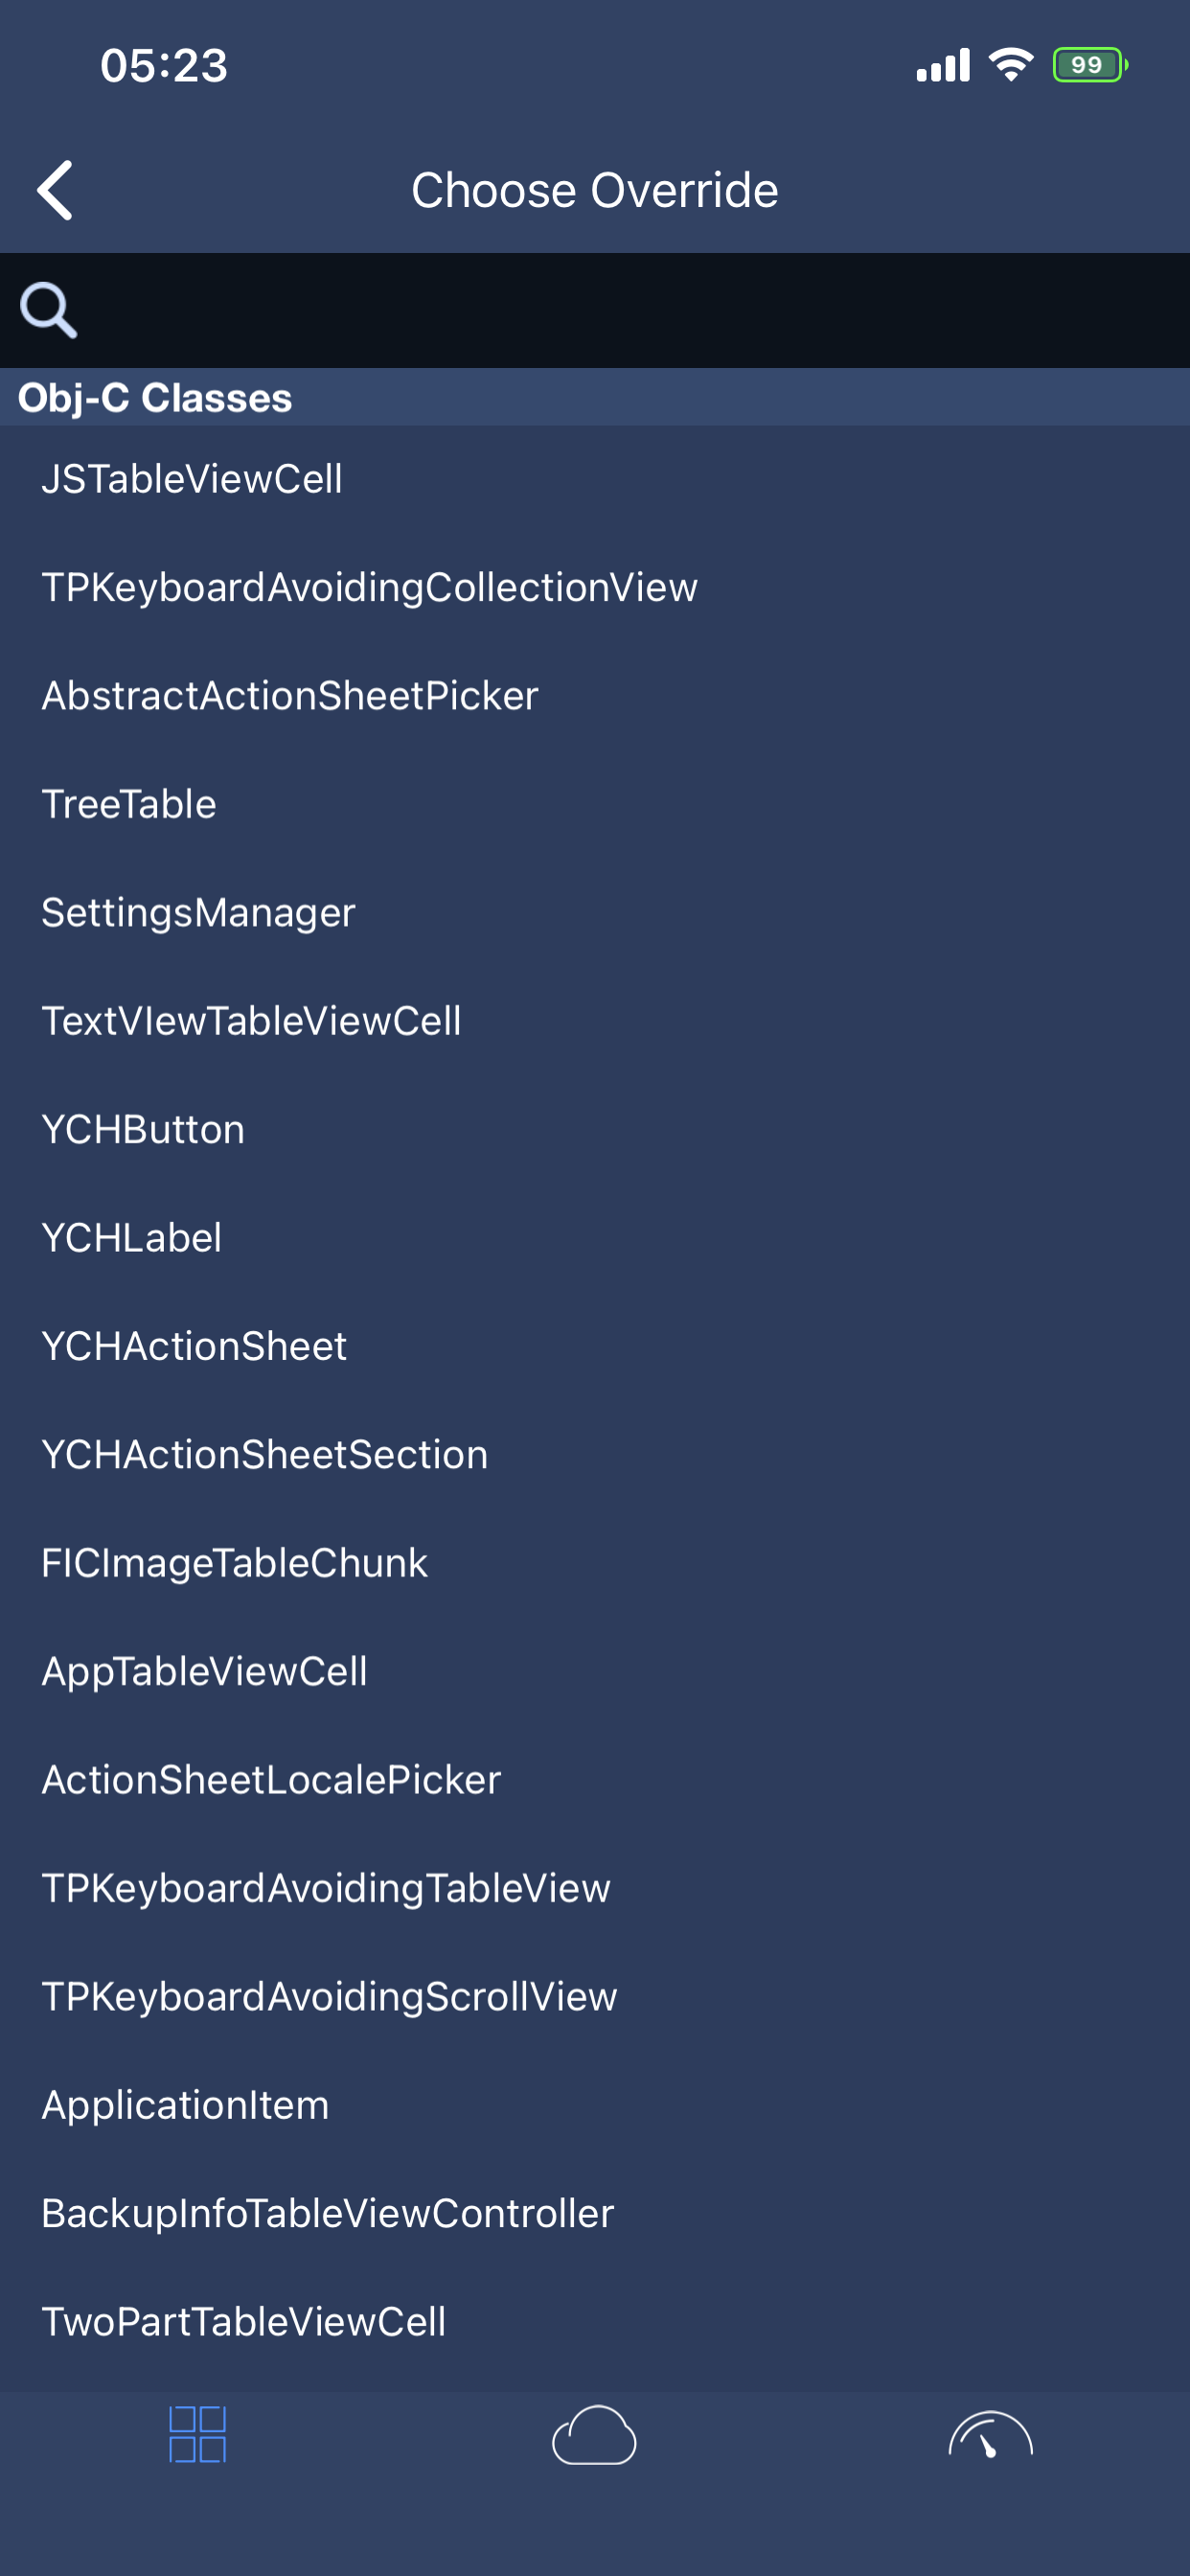 05:23
99
Choose Override
Obj-C Classes
JSTableViewCell
TPKeyboardAvoidingCollectionView
AbstractActionSheetPicker
TreeTable
SettingsManager
TextVIewTableViewCell
YCHButton
YCHLabel
YCHActionSheet
YCHActionSheetSection
FICImageTableChunk
AppTableViewCell
ActionSheetLocalePicker
TPKeyboardAvoidingTableView
TPKeyboardAvoidingScrollView
ApplicationItem
BackupInfoTableViewController
TwoPartTableViewCell